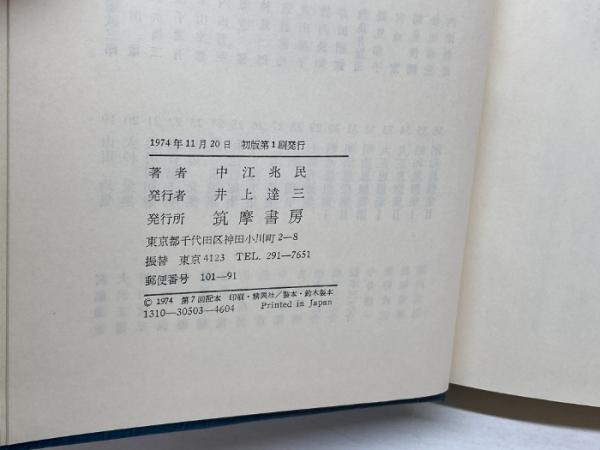 1974年11月20日 初版第1刷発行
著者 中江兆民
発行者 井上達三
発行所 筑摩書房
東京都千代田区神田小川町2—8
振替 東京4123 TEL. 291—7651
郵便番号 101—91
© 1974 第7回配本 印刷・精興社/製本・鈴木製本
1310—30503—4604 Printed in Japan